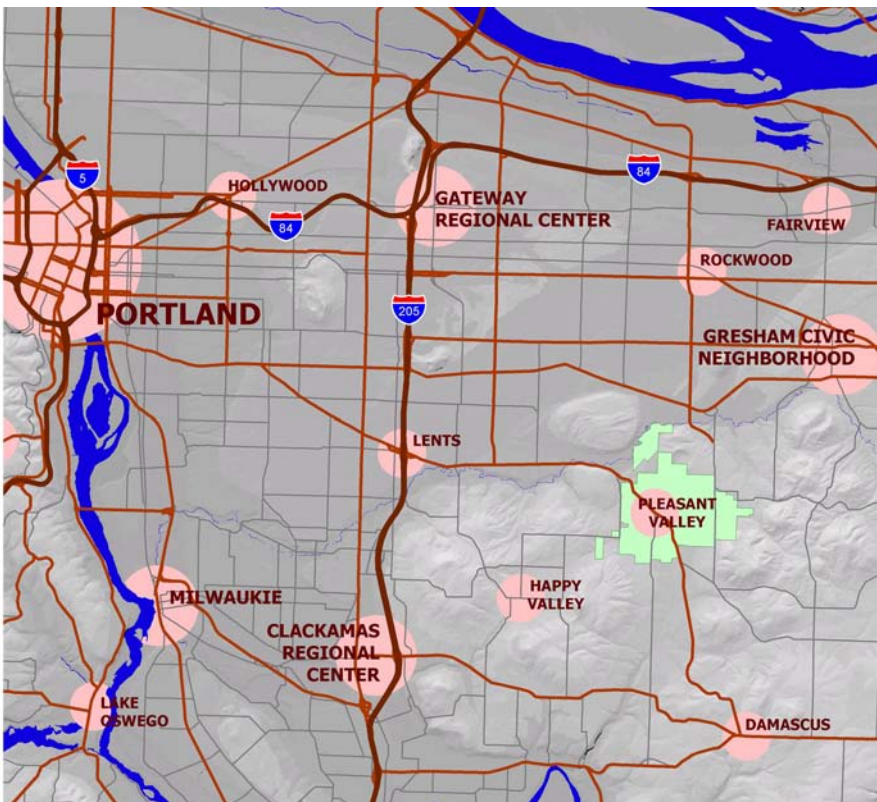 5
84
HOLLYWOOD
84
GATEWAY
REGIONAL CENTER
FAIRVIEW
ROCKWOOD
205
PORTLAND
GRESHAM CIVIC
NEIGHBORHOOD
LENTS
PLEASANT
VALLEY
HAPPY
VALLEY
MILWAUKIE
CLACKAMAS
REGIONAL
CENTER
LAKE
OSWEGO
DAMASCUS